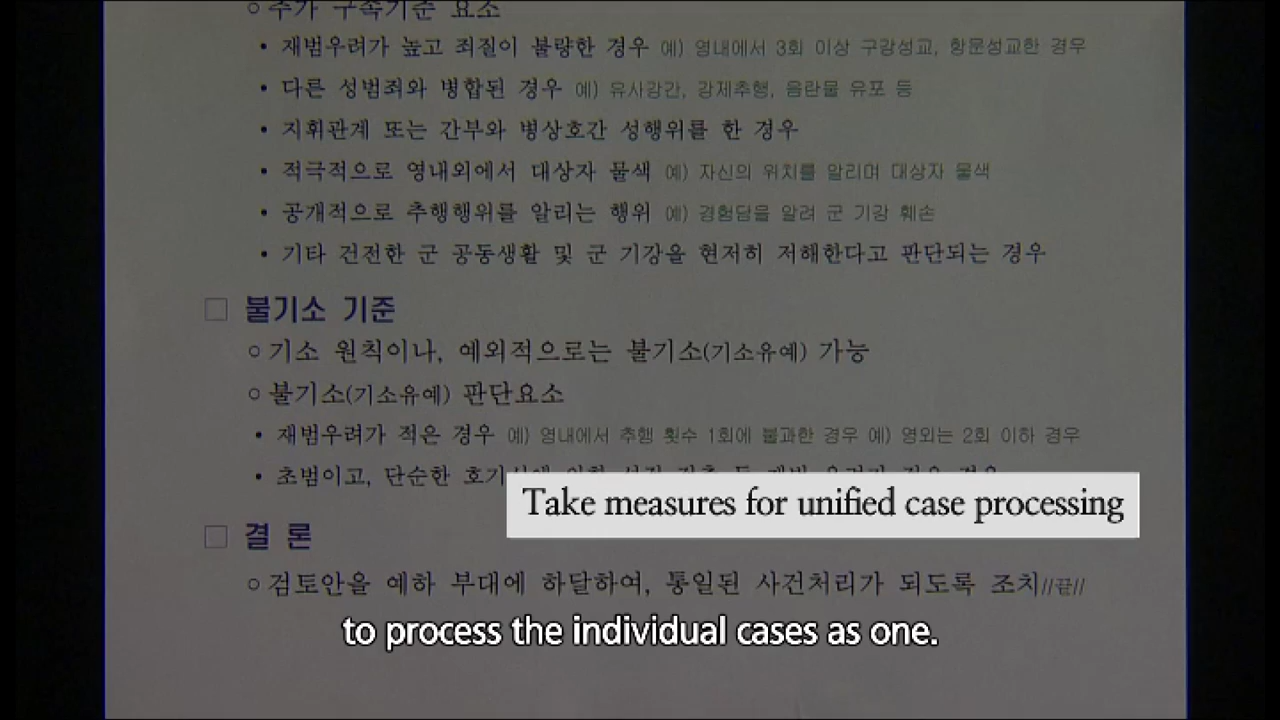 ○ 추가 구속기준 요소
• 재범우려가 높고 죄질이 불량한 경우 예) 영내에서 3회 이상 구강성교, 항문성교한 경우
• 다른 성범죄와 병합된 경우 예) 유사강간, 강제추행, 음란물 유포 등
• 지휘관계 또는 간부와 병상호간 성행위를 한 경우
• 적극적으로 영내외에서 대상자 물색 예) 자신의 위치를 알리며 대상자 물색
• 공개적으로 추행행위를 알리는 행위 예) 경험담을 알려 군 기강 훼손
• 기타 건전한 군 공동생활 및 군 기강을 현저히 저해한다고 판단되는 경우
□ 불기소 기준
○ 기소 원칙이나, 예외적으로는 불기소(기소유예) 가능
○ 불기소(기소유예) 판단요소
• 재범우려가 적은 경우 예) 영내에서 추행 횟수 1회에 불과한 경우 예) 영외는 2회 이하 경우
• 초범이고, 단순한
Take measures for unified case processing
□ 결 론
○ 검토안을 예하 부대에 하달하여, 통일된 사건처리가 되도록 조치//끝//
to process the individual cases as one.